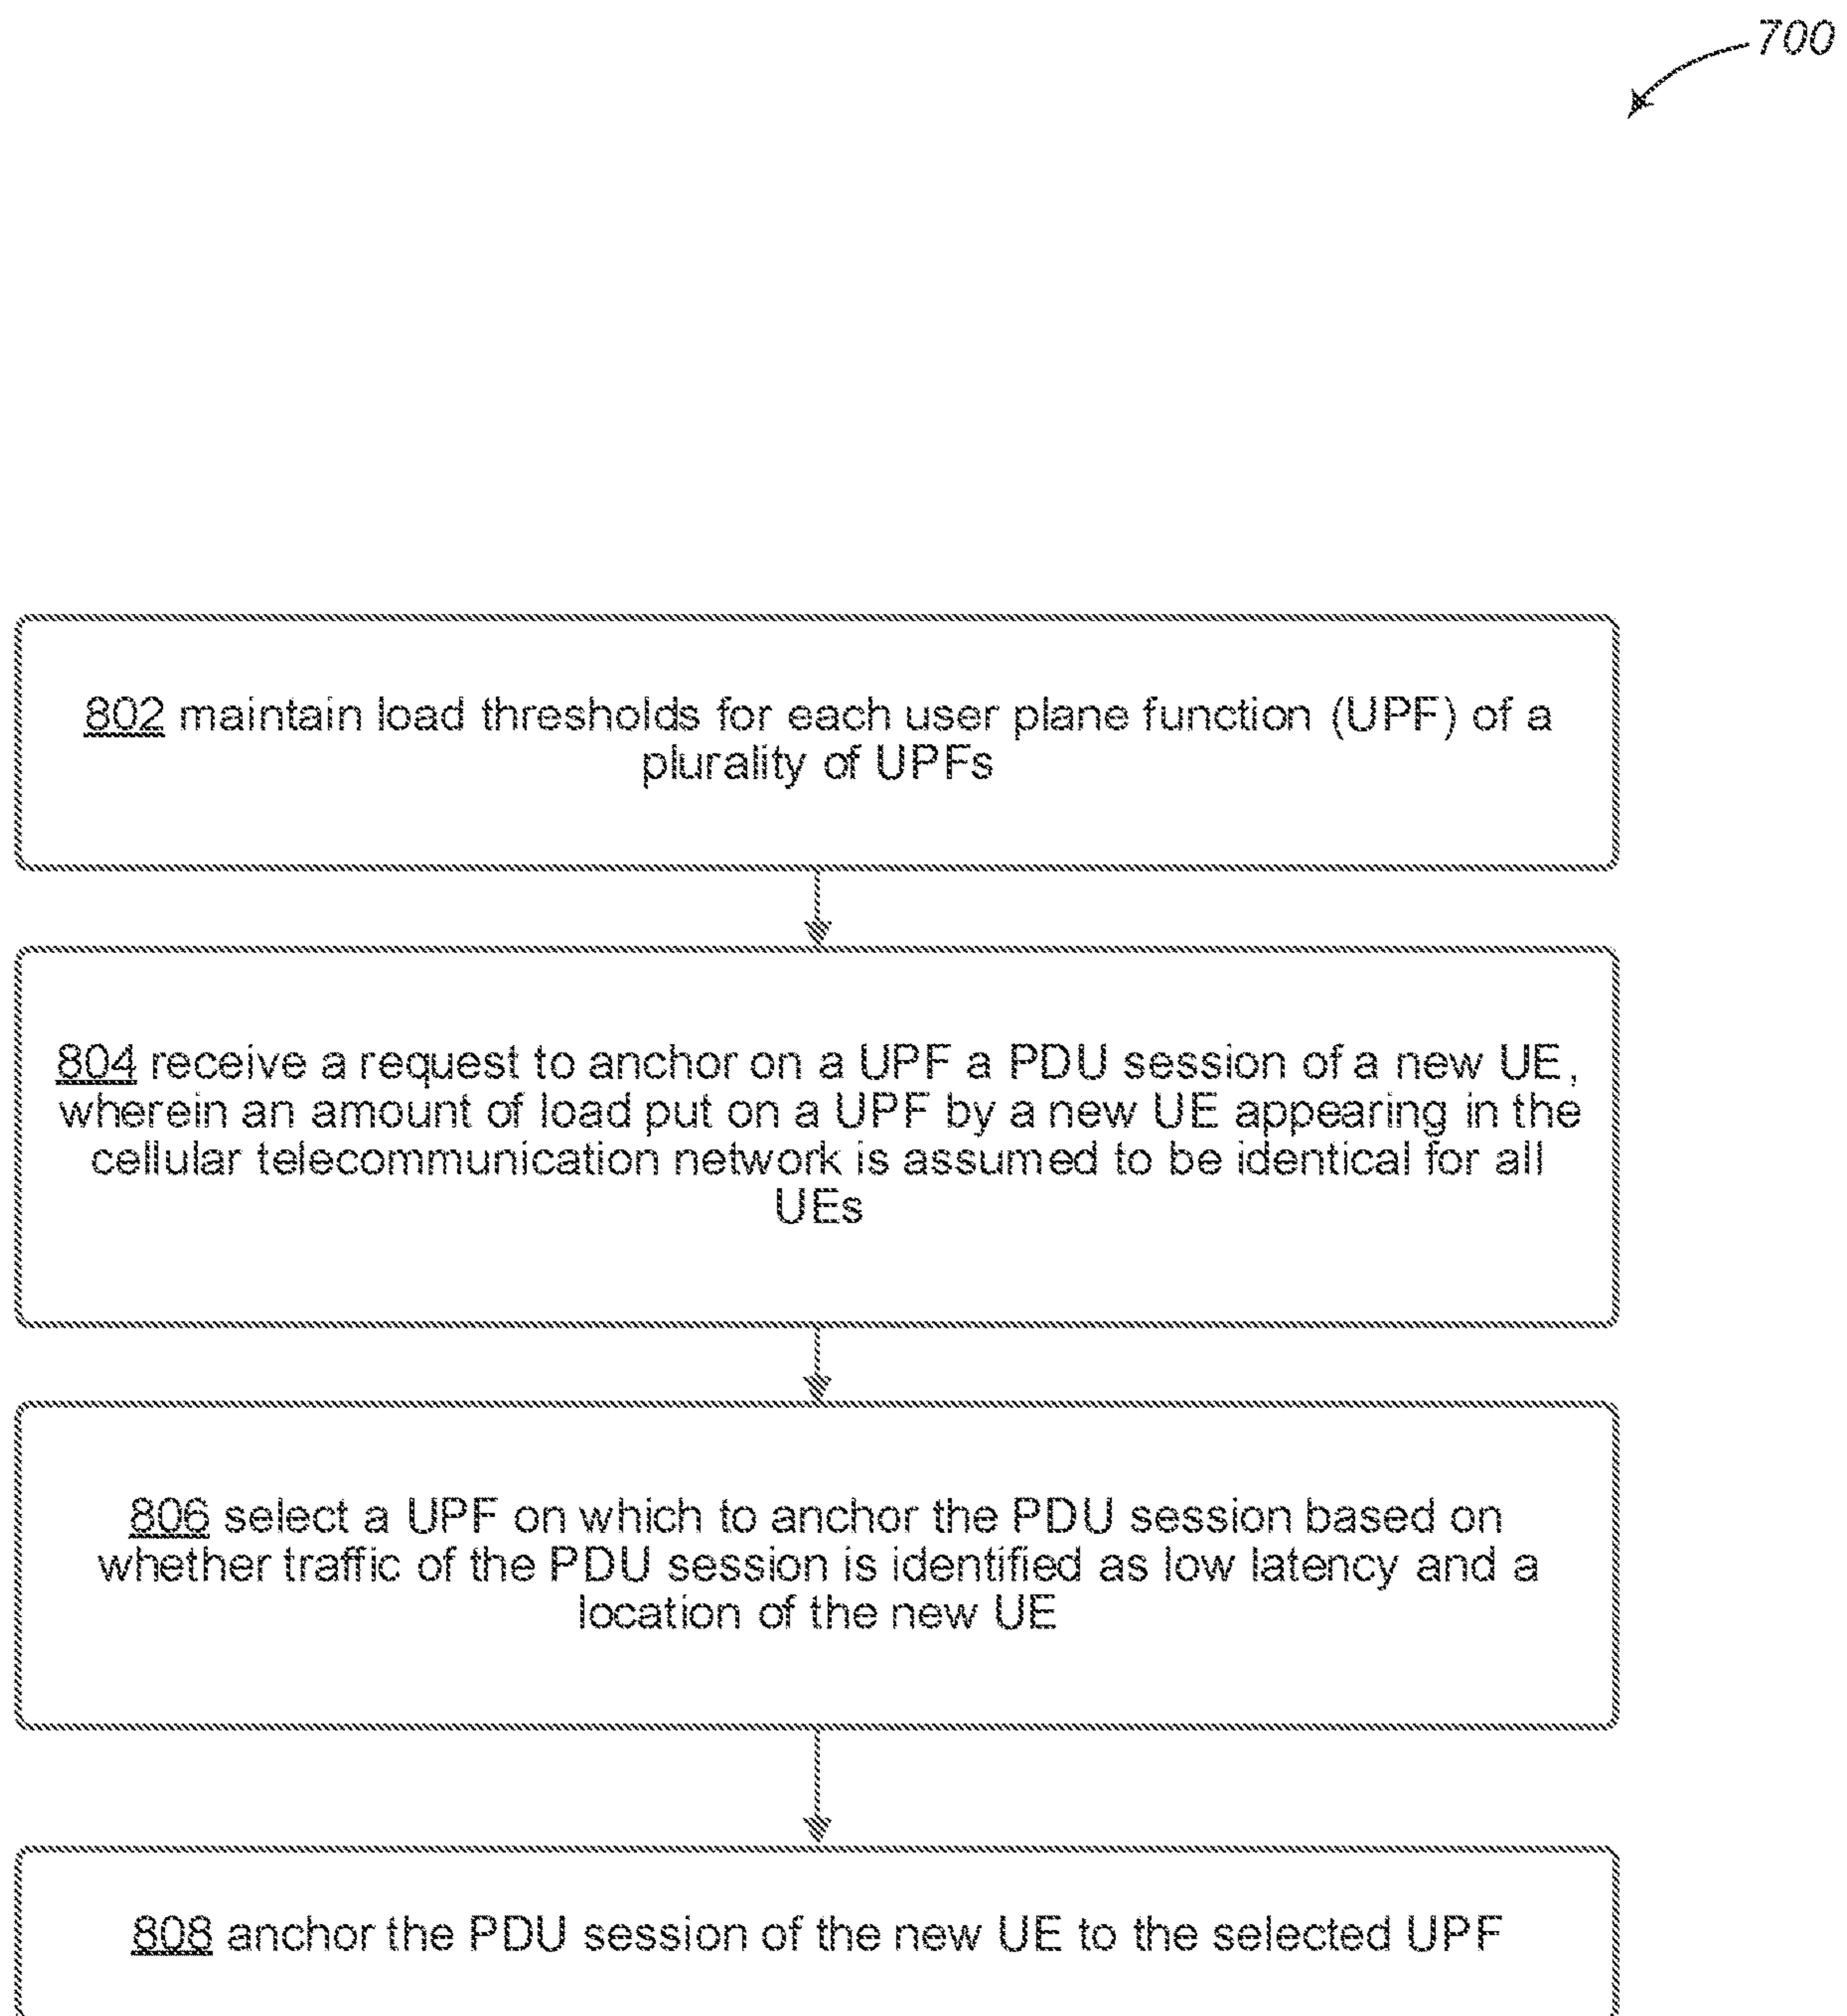 700
802 maintain load thresholds for each user plane function (UPF) of a
plurality of UPFs
804 receive a request to anchor on a UPF a PDU session of a new UE,
wherein an amount of load put on a UPF by a new UE appearing in the
cellular telecommunication network is assumed to be identical for all
UEs
806 select a UPF on which to anchor the PDU session based on
whether traffic of the PDU session is identified as low latency and a
location of the new UE
808 anchor the PDU session of the new UE to the selected UPF